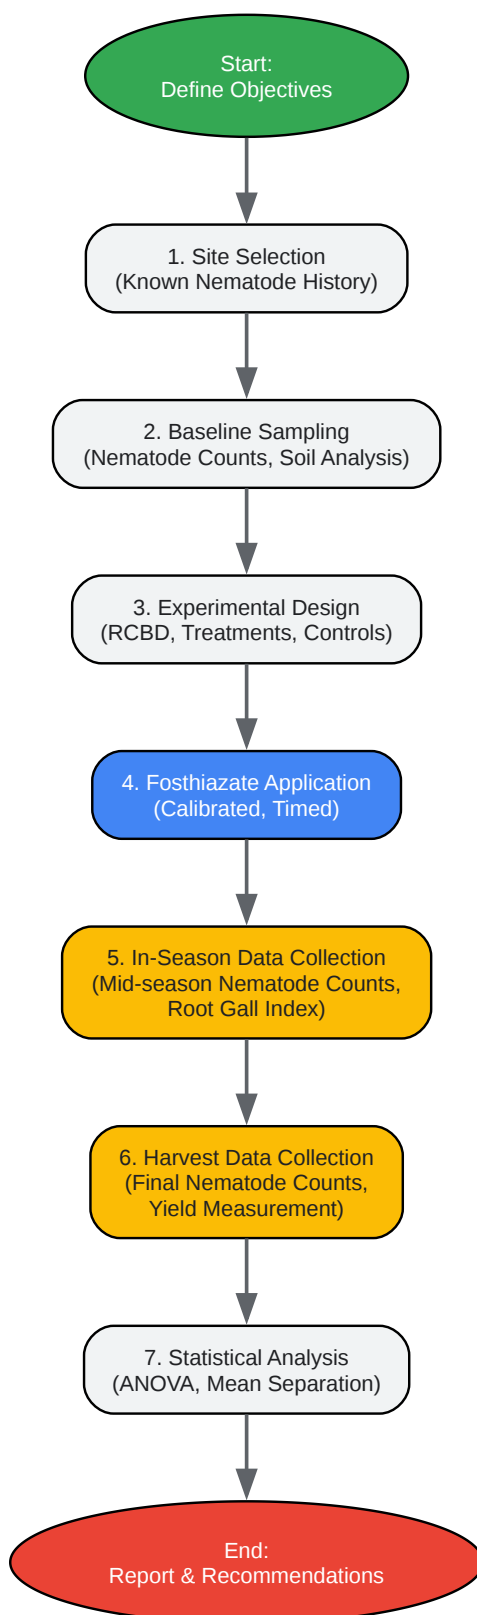 Start:
Define Objectives
1. Site Selection
(Known Nematode History)
2. Baseline Sampling
(Nematode Counts, Soil Analysis)
3. Experimental Design
(RCBD, Treatments, Controls)
4. Fosthiazate Application
(Calibrated, Timed)
5. In-Season Data Collection
(Mid-season Nematode Counts,
Root Gall Index)
6. Harvest Data Collection
(Final Nematode Counts,
Yield Measurement)
7. Statistical Analysis
(ANOVA, Mean Separation)
End:
Report & Recommendations